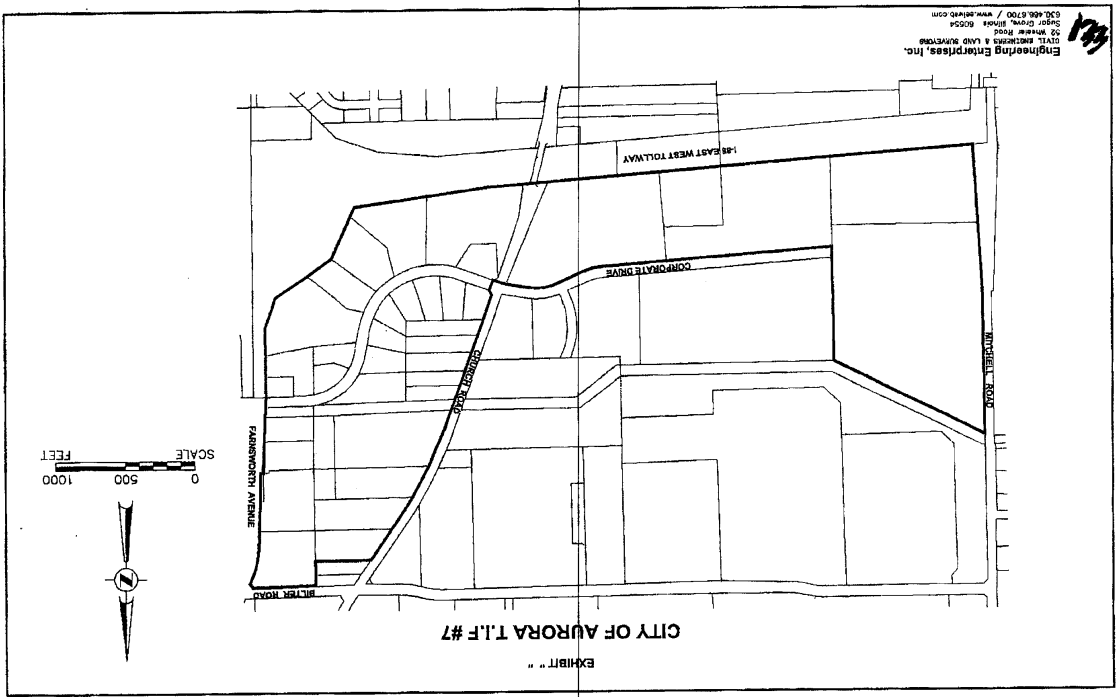 EXHIBIT " "
CITY OF AURORA T.I.F #7
BILTER ROAD
FARNSWORTH AVENUE
CHURCH ROAD
MITCHELL ROAD
CORPORATE DRIVE
I-88 EAST WEST TOLLWAY
N
0 500 1000
SCALE FEET
Engineering Enterprises, Inc.
CIVIL ENGINEERS & LAND SURVEYORS
52 Wheeler Road
Sugar Grove, Illinois 60554
630.466.6700 / www.eeiweb.com